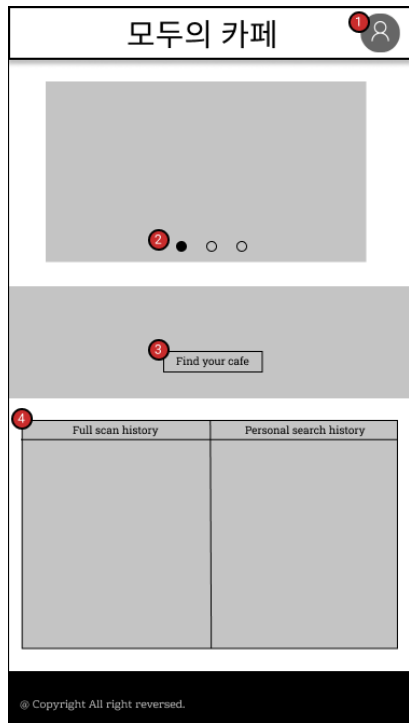 모두의 카페
1
2
3
Find your cafe
4
Full scan history
Personal search history
@ Copyright All right reversed.